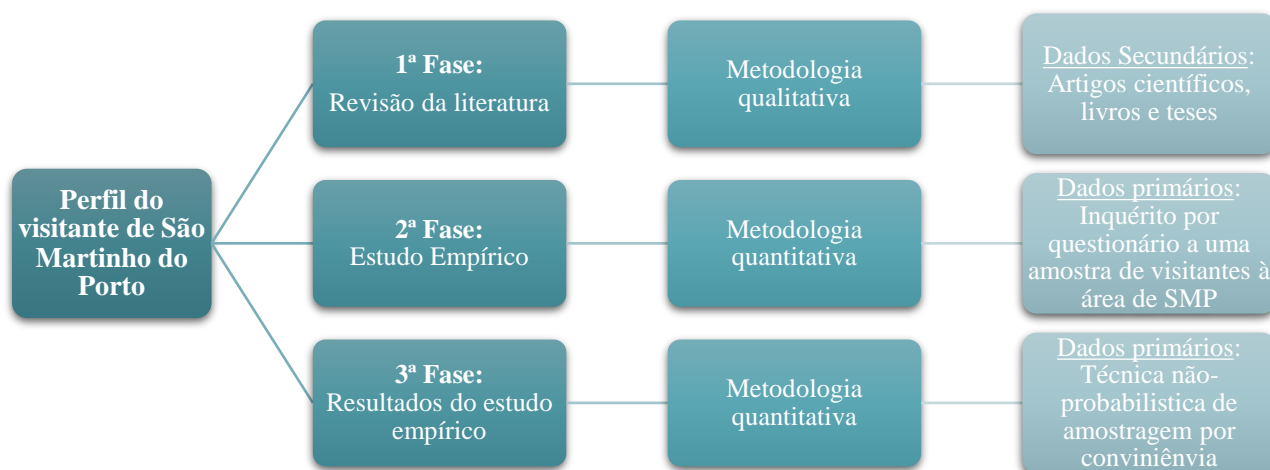 Perfil do
visitante de São
Martinho do
Porto
1ª Fase:
Revisão da literatura
Metodologia
qualitativa
Dados Secundários:
Artigos científicos,
livros e teses
2ª Fase:
Estudo Empírico
Metodologia
quantitativa
Dados primários:
Inquérito por
questionário a uma
amostra de visitantes à
área de SMP
3ª Fase:
Resultados do estudo
empírico
Metodologia
quantitativa
Dados primários:
Técnica não-
probabilistica de
amostragem por
conviniênvia